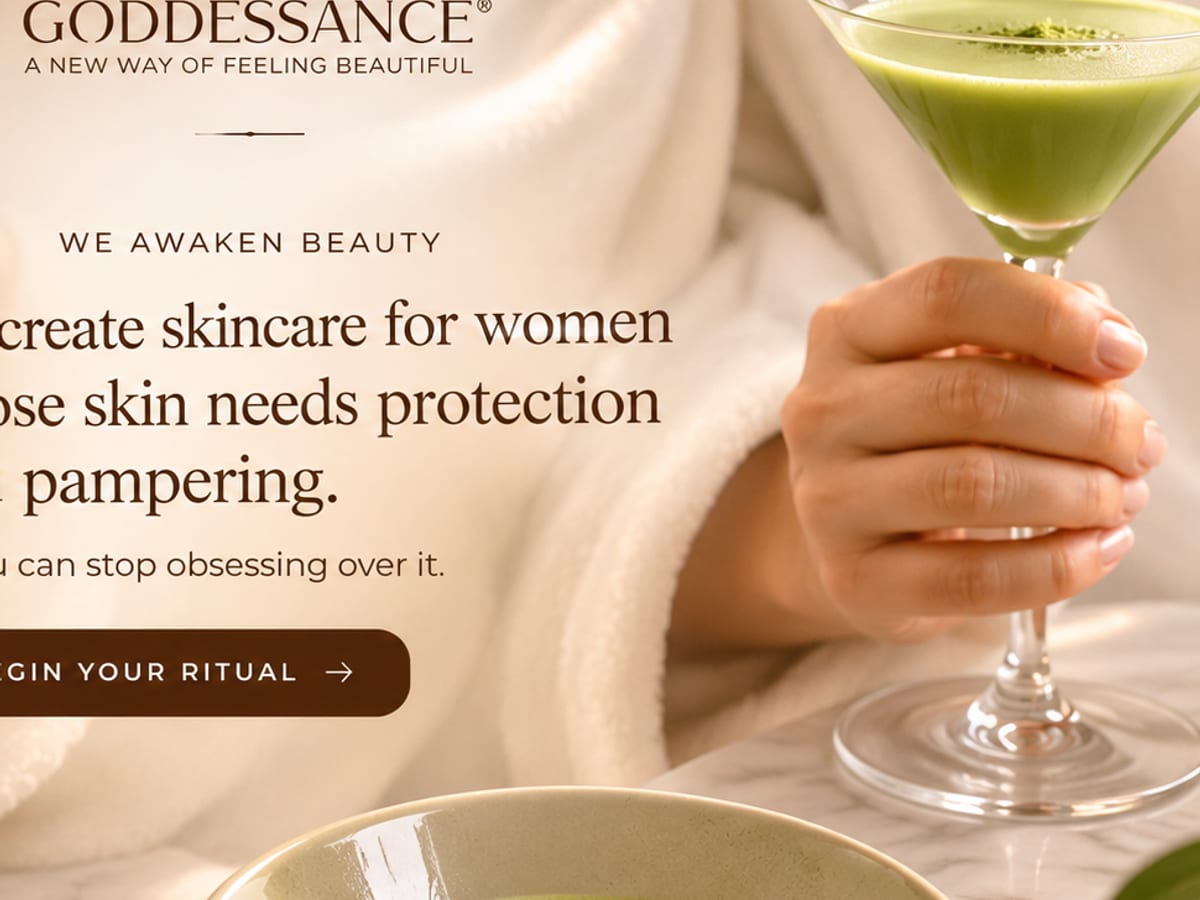 GODDESSANCE®
A NEW WAY OF FEELING BEAUTIFUL
WE AWAKEN BEAUTY
create skincare for women
skin needs protection
pampering.
can stop obsessing over it.
YOUR RITUAL →